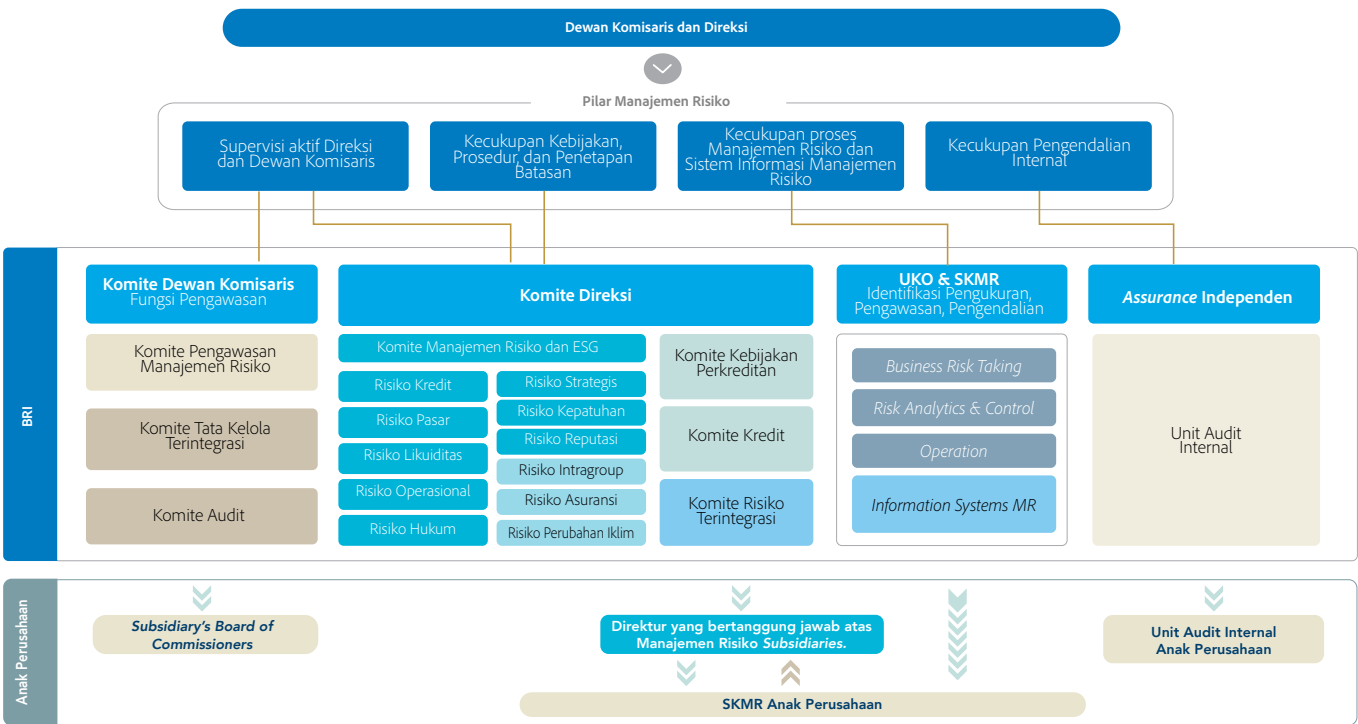 Dewan Komisaris dan Direksi
Pilar Manajemen Risiko
Supervisi aktif Direksi
dan Dewan Komisaris
Kecukupan Kebijakan,
Prosedur, dan Penetapan
Batasan
Kecukupan proses
Manajemen Risiko dan
Sistem Informasi Manajemen
Risiko
Kecukupan Pengendalian
Internal
BRI
Komite Dewan Komisaris
Fungsi Pengawasan
Komite Pengawasan
Manajemen Risiko
Komite Tata Kelola
Terintegrasi
Komite Audit
Komite Direksi
Komite Manajemen Risiko dan ESG
Risiko Kredit
Risiko Pasar
Risiko Likuiditas
Risiko Operasional
Risiko Hukum
Risiko Strategis
Risiko Kepatuhan
Risiko Reputasi
Risiko Intragroup
Risiko Asuransi
Risiko Perubahan Iklim
Komite Kebijakan
Perkreditan
Komite Kredit
Komite Risiko
Terintegrasi
UKO & SKMR
Identifikasi Pengukuran,
Pengawasan, Pengendalian
Business Risk Taking
Risk Analytics & Control
Operation
Information Systems MR
Assurance Independen
Unit Audit
Internal
Anak Perusahaan
Subsidiary's Board of
Commissioners
Direktur yang bertanggung jawab atas
Manajemen Risiko Subsidiaries.
SKMR Anak Perusahaan
Unit Audit Internal
Anak Perusahaan